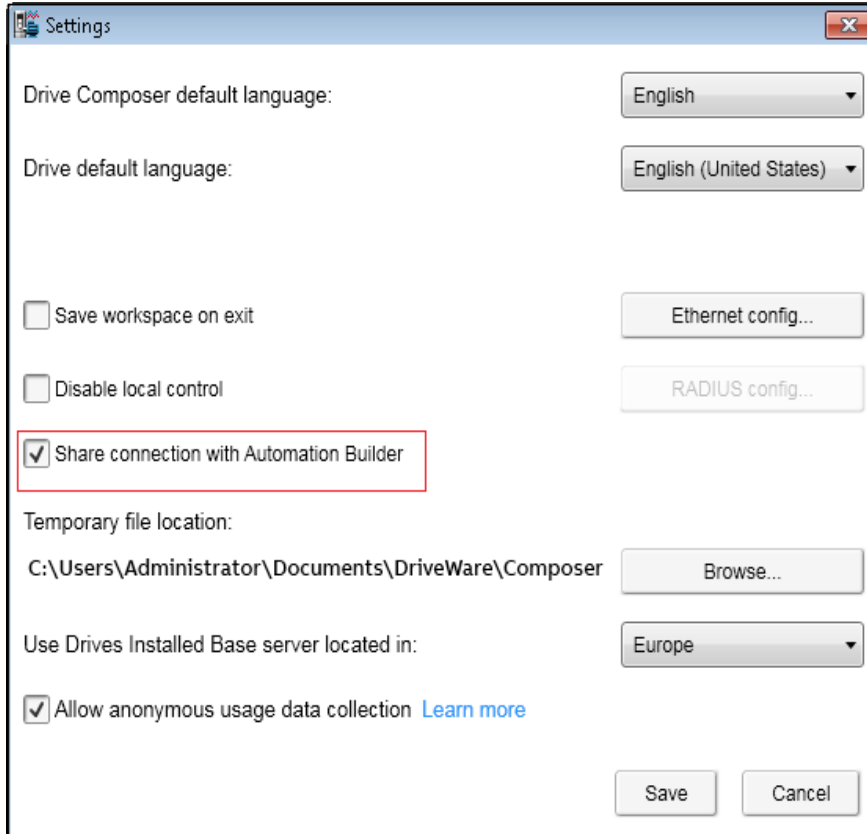 Settings
Drive Composer default language:
English
Drive default language:
English (United States)
Save workspace on exit
Ethernet config...
Disable local control
RADIUS config...
Share connection with Automation Builder
Temporary file location:
C:\Users\Administrator\Documents\DriveWare\Composer
Browse...
Use Drives Installed Base server located in:
Europe
Allow anonymous usage data collection Learn more
Save
Cancel